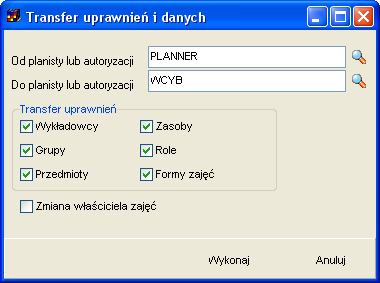 Transfer uprawnień i danych
Od planisty lub autoryzacji PLANNER
Do planisty lub autoryzacji WCYB
Transfer uprawnień
Wykładowcy Zasoby
Grupy Role
Przedmioty Formy zajęć
Zmiana właściciela zajęć
Wykonaj Anuluj